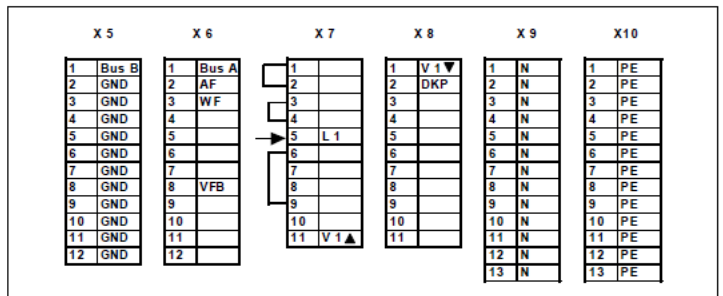 X 5 X 6 X 7 X 8 X 9 X10
1 Bus B 1 Bus A 1 1 V 1▼ 1 N 1 PE
2 GND 2 AF 2 2 DKP 2 N 2 PE
3 GND 3 WF 3 3 3 N 3 PE
4 GND 4 4 4 4 N 4 PE
5 GND 5 5 L 1 5 5 N 5 PE
6 GND 6 6 6 6 N 6 PE
7 GND 7 7 7 7 N 7 PE
8 GND 8 VFB 8 8 8 N 8 PE
9 GND 9 9 9 9 N 9 PE
10 GND 10 10 10 10 N 10 PE
11 GND 11 11 V 1▲ 11 11 N 11 PE
12 GND 12 12 N 12 PE
13 N 13 PE